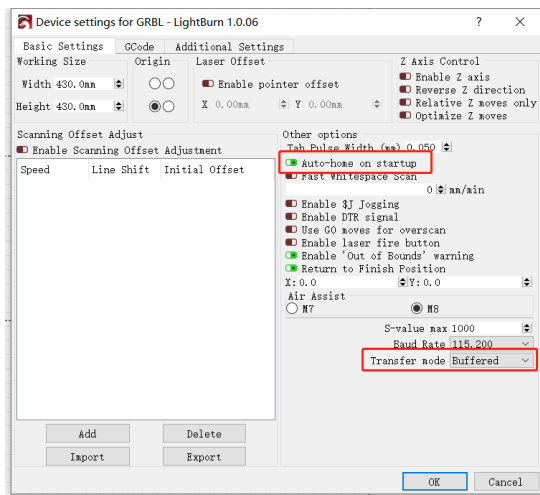 Device settings for GRBL - LightBurn 1.0.06
Basic Settings GCode Additional Settings
Working Size
Width 430.0mm
Height 430.0mm
Origin
Laser Offset
Enable pointer offset
X 0.00mm Y 0.00mm
Z Axis Control
Enable Z axis
Reverse Z direction
Relative Z moves only
Optimize Z moves
Scanning Offset Adjust
Enable Scanning Offset Adjustment
Speed Line Shift Initial Offset
Add Delete
Import Export
Other options
Tab Pulse Width (mm) 0.050
Auto-home on startup
Fast Whitespace Scan
0 mm/min
Enable $J Jogging
Enable DTR signal
Use G0 moves for overscan
Enable laser fire button
Enable 'Out of Bounds' warning
Return to Finish Position
X: 0.0 Y: 0.0
Air Assist
M7 M8
S-value max 1000
Baud Rate 115,200
Transfer mode Buffered
OK Cancel